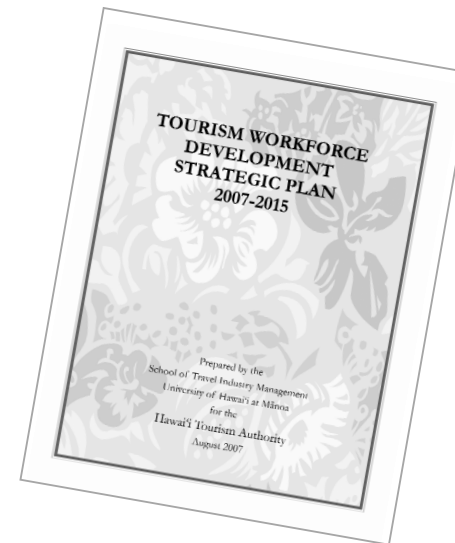 TOURISM WORKFORCE
DEVELOPMENT
STRATEGIC PLAN
2007-2015
Prepared by the
School of Travel Industry Management
University of Hawai'i at Mānoa
for the
Hawai'i Tourism Authority
August 2007